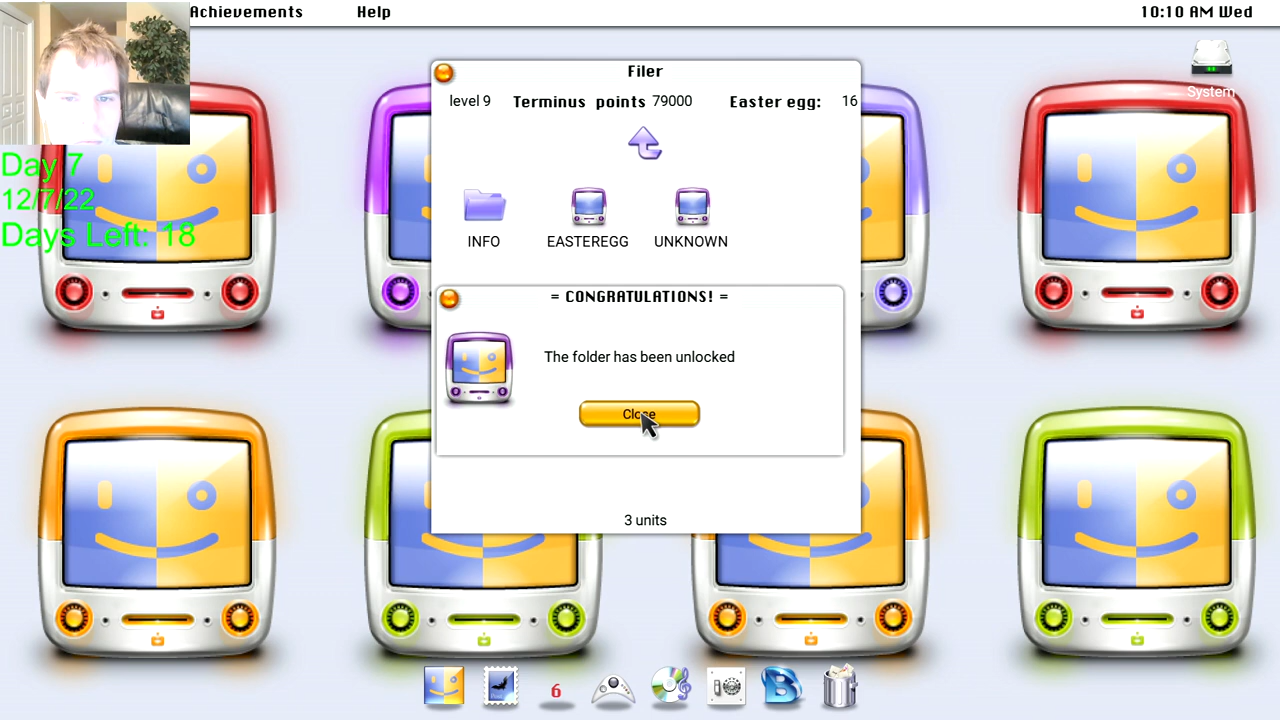 Achievements Help 10:10 AM Wed
System
Day 7
12/7/22
Days Left: 18
Filer
level 9 Terminus points 79000 Easter egg: 16
INFO EASTEREGG UNKNOWN
= CONGRATULATIONS! =
The folder has been unlocked
Close
3 units
6